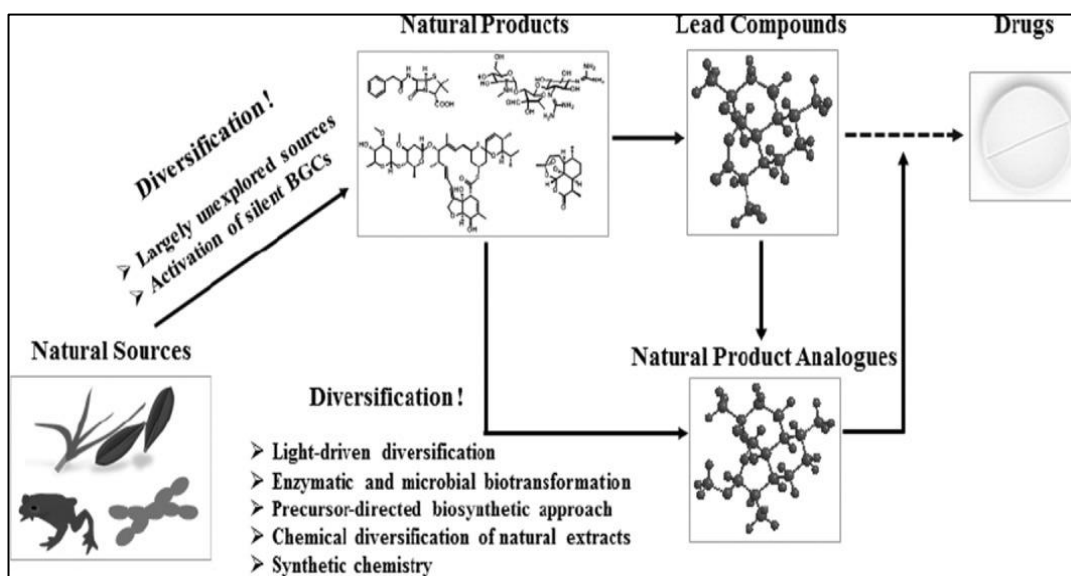 Natural Products
Lead Compounds
Drugs
Diversification!
➢ Largely unexplored sources
➢ Activation of silent BGCs
Natural Sources
Natural Product Analogues
Diversification!
➢ Light-driven diversification
➢ Enzymatic and microbial biotransformation
➢ Precursor-directed biosynthetic approach
➢ Chemical diversification of natural extracts
➢ Synthetic chemistry